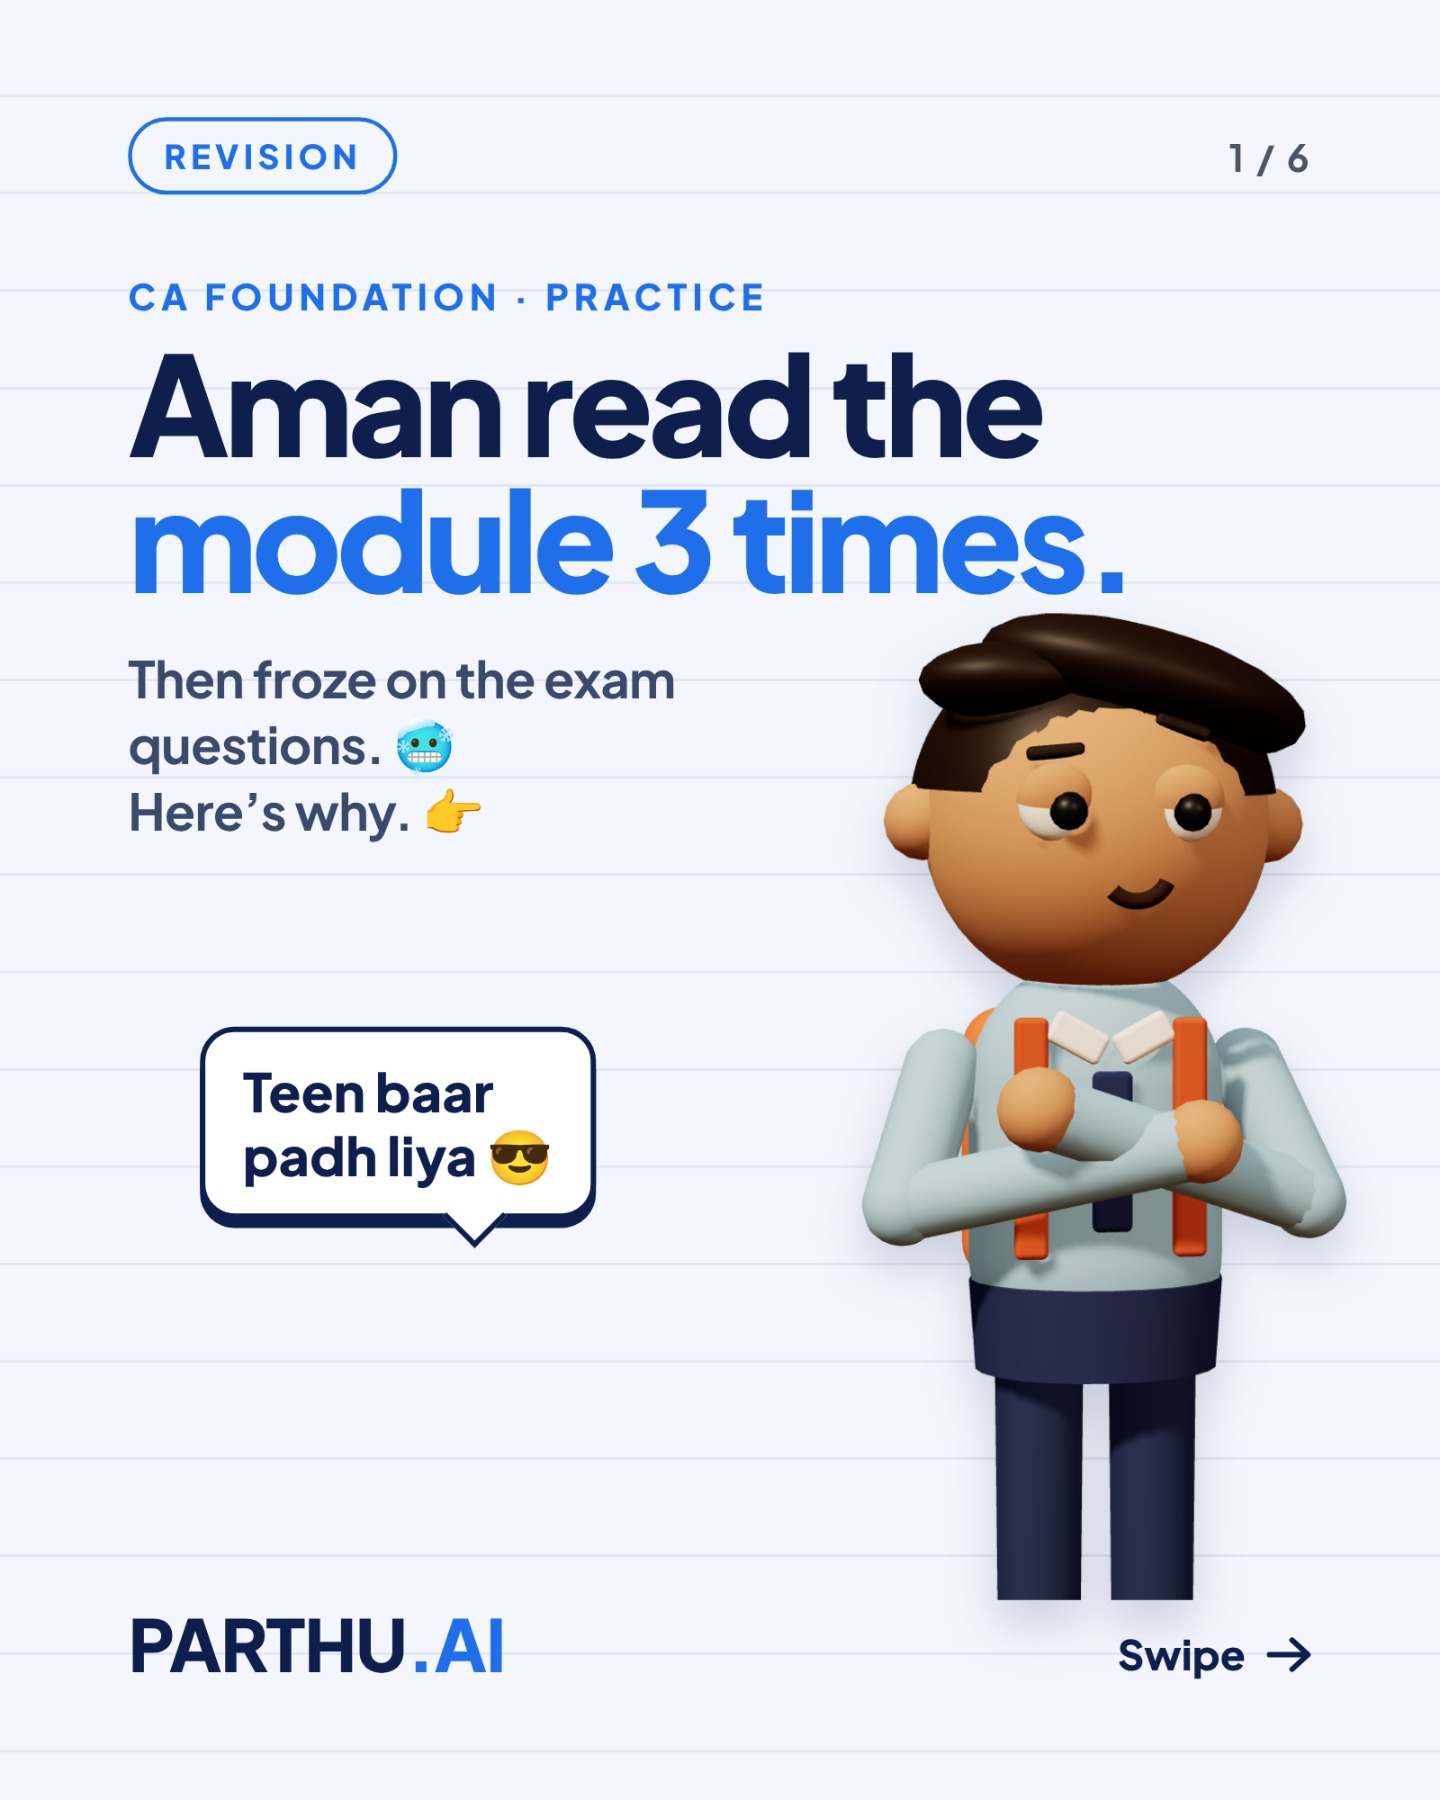 REVISION
1 / 6
CA FOUNDATION · PRACTICE
Aman read the
module 3 times.
Then froze on the exam
questions. 🥶
Here’s why. 👉
Teen baar
padh liya 😎
PARTHU.AI
Swipe →